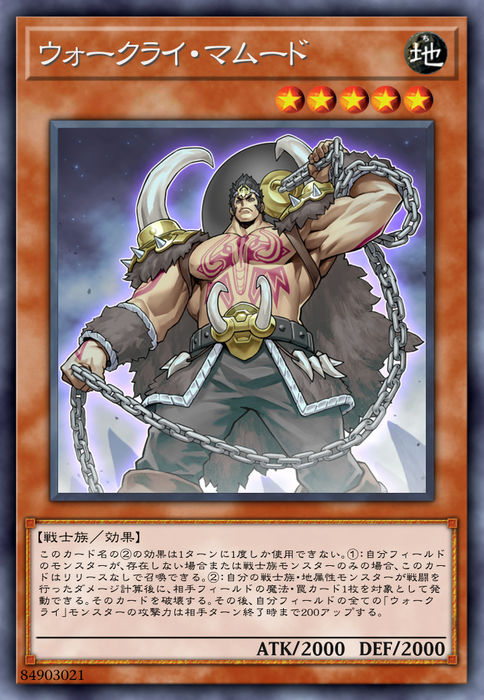 ウォークライ・マムード
ち
地
【戦士族／効果】
このカード名の②の効果は1ターンに1度しか使用できない。①：自分フィールド
のモンスターが、存在しない場合または戦士族モンスターのみの場合、このカ
ードはリリースなしで召喚できる。②：自分の戦士族・地属性モンスターが戦闘を
行ったダメージ計算後に、相手フィールドの魔法・罠カード1枚を対象として発
動できる。そのカードを破壊する。その後、自分フィールドの全ての「ウォーク
ライ」モンスターの攻撃力は相手ターン終了時まで200アップする。
ATK/2000 DEF/2000
84903021